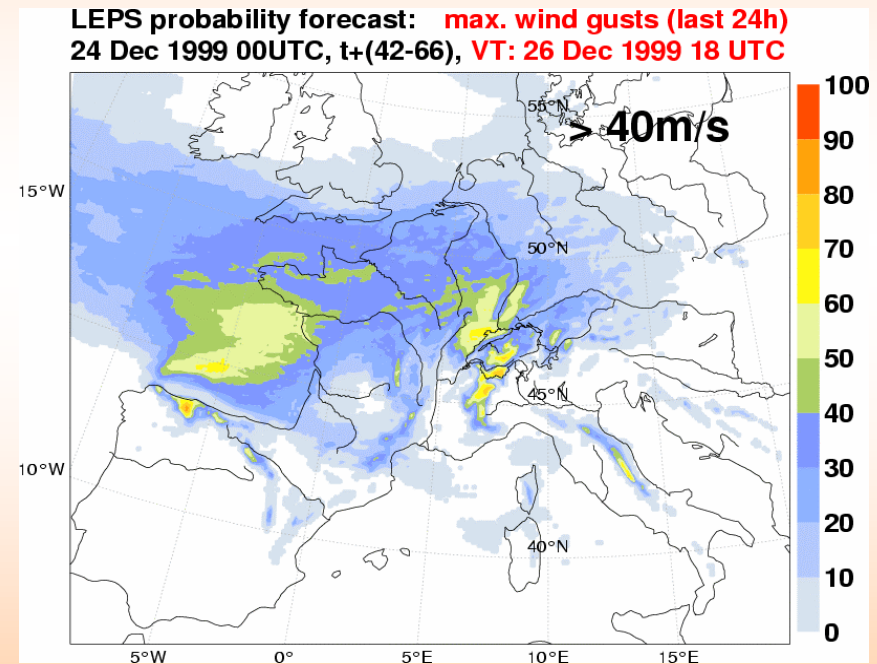 LEPS probability forecast: max. wind gusts (last 24h)
24 Dec 1999 00UTC, t+(42-66), VT: 26 Dec 1999 18 UTC
100
55°N
> 40m/s
90
15°W
80
50°N
70
60
50
45°N
40
10°W
30
20
40°N
10
0
5°W 0° 5°E 10°E 15°E